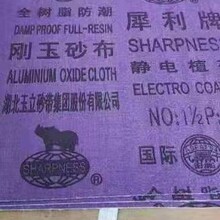 全树脂防潮
DAMP PROOF FULL-RESIN
刚玉砂布
ALUMINIUM OXIDE CLOTH
湖北玉立砂带集团股份有限公司
SHARPNESS
®
犀利牌
SHARPNESS
静电植
ELECTRO COA
NO:1½P:
国际